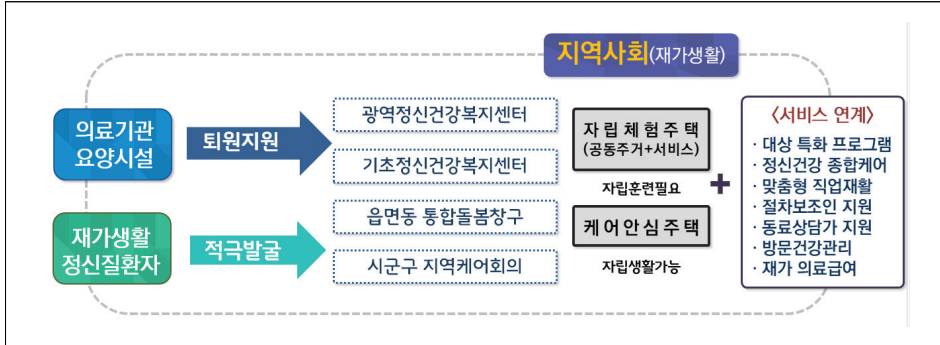 지역사회(재가생활)
의료기관
요양시설
퇴원지원
재가생활
정신질환자
적극발굴
광역정신건강복지센터
기초정신건강복지센터
읍면동 통합돌봄창구
시군구 지역케어회의
자립체험주택
(공동주거+서비스)
자립훈련필요
케어안심주택
자립생활가능
+
〈서비스 연계〉
· 대상 특화 프로그램
· 정신건강 종합케어
· 맞춤형 직업재활
· 절차보조인 지원
· 동료상담가 지원
· 방문건강관리
· 재가 의료급여